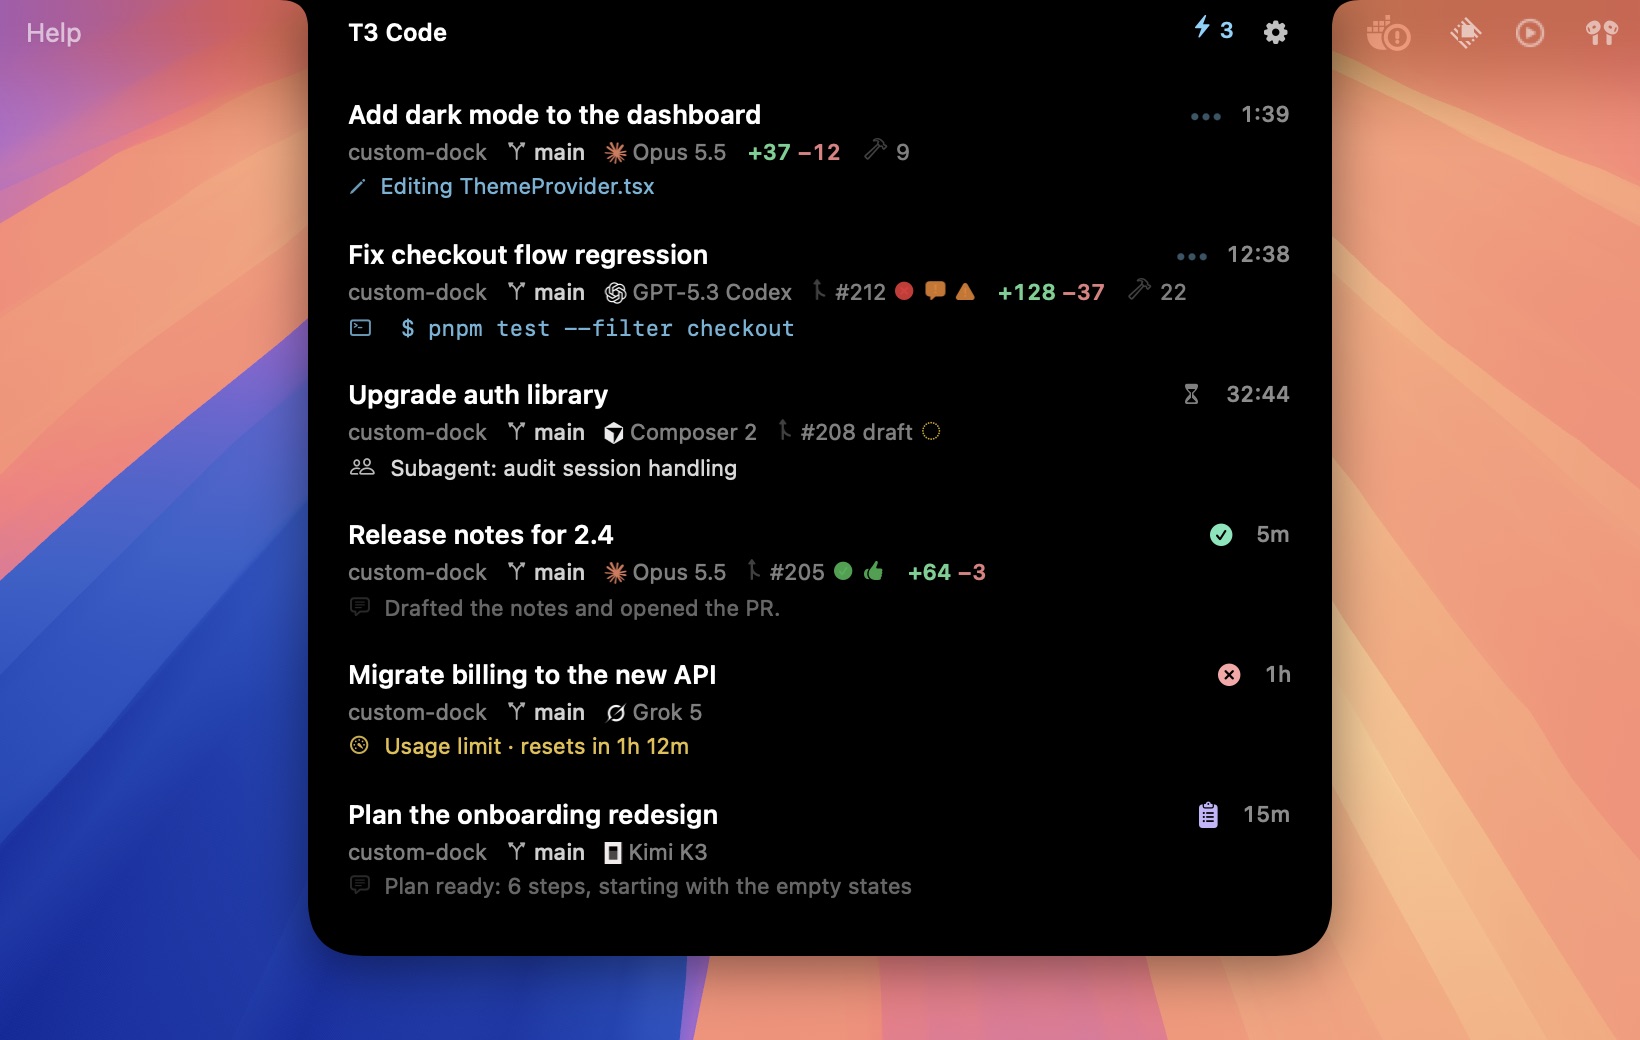 Help
T3 Code 3
Add dark mode to the dashboard 1:39
custom-dock main Opus 5.5 +37 −12 9
Editing ThemeProvider.tsx
Fix checkout flow regression 12:38
custom-dock main GPT-5.3 Codex #212 +128 −37 22
$ pnpm test --filter checkout
Upgrade auth library 32:44
custom-dock main Composer 2 #208 draft
Subagent: audit session handling
Release notes for 2.4 5m
custom-dock main Opus 5.5 #205 +64 −3
Drafted the notes and opened the PR.
Migrate billing to the new API 1h
custom-dock main Grok 5
Usage limit · resets in 1h 12m
Plan the onboarding redesign 15m
custom-dock main Kimi K3
Plan ready: 6 steps, starting with the empty states